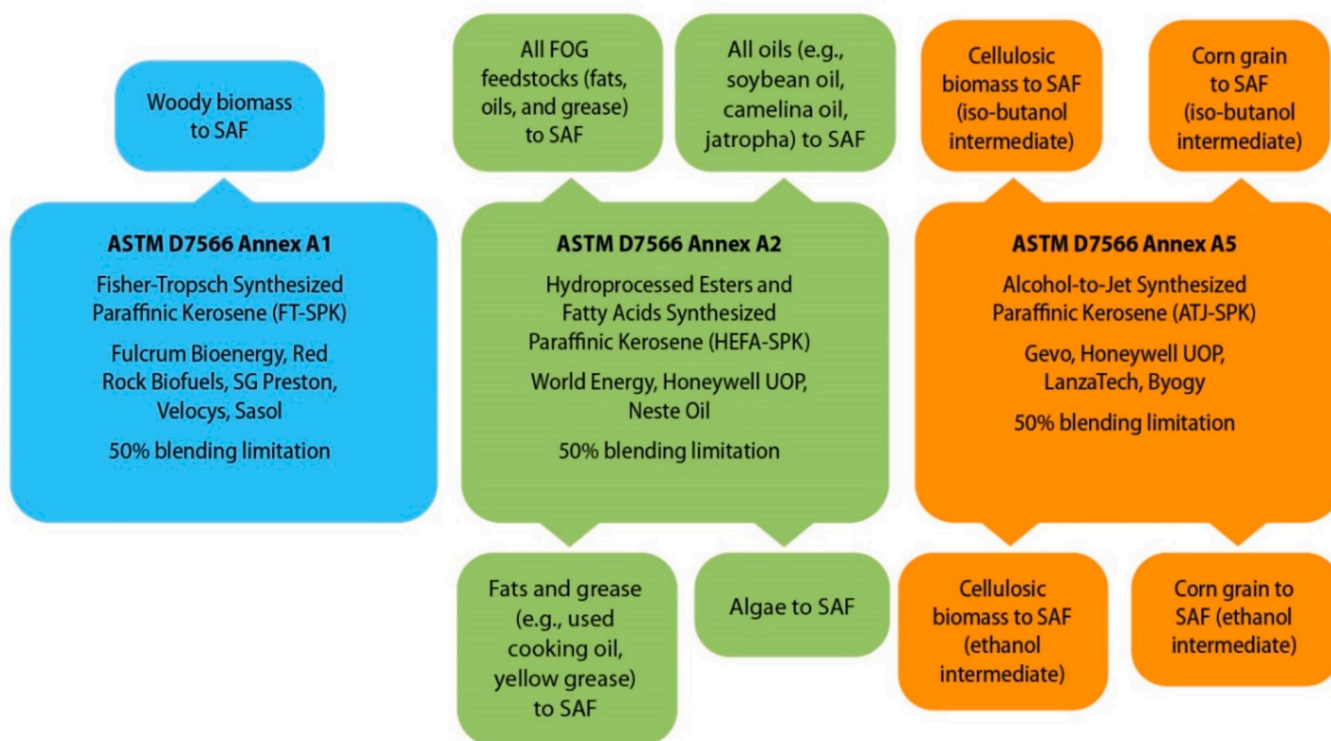 Woody biomass
to SAF
All FOG
feedstocks (fats,
oils, and grease)
to SAF
All oils (e.g.,
soybean oil,
camelina oil,
jatropha) to SAF
Cellulosic
biomass to SAF
(iso-butanol
intermediate)
Corn grain
to SAF
(iso-butanol
intermediate)
ASTM D7566 Annex A1
Fisher-Tropsch Synthesized
Paraffinic Kerosene (FT-SPK)
Fulcrum Bioenergy, Red
Rock Biofuels, SG Preston,
Velocys, Sasol
50% blending limitation
ASTM D7566 Annex A2
Hydroprocessed Esters and
Fatty Acids Synthesized
Paraffinic Kerosene (HEFA-SPK)
World Energy, Honeywell UOP,
Neste Oil
50% blending limitation
ASTM D7566 Annex A5
Alcohol-to-Jet Synthesized
Paraffinic Kerosene (ATJ-SPK)
Gevo, Honeywell UOP,
LanzaTech, Byogy
50% blending limitation
Fats and grease
(e.g., used
cooking oil,
yellow grease)
to SAF
Algae to SAF
Cellulosic
biomass to SAF
(ethanol
intermediate)
Corn grain to
SAF (ethanol
intermediate)